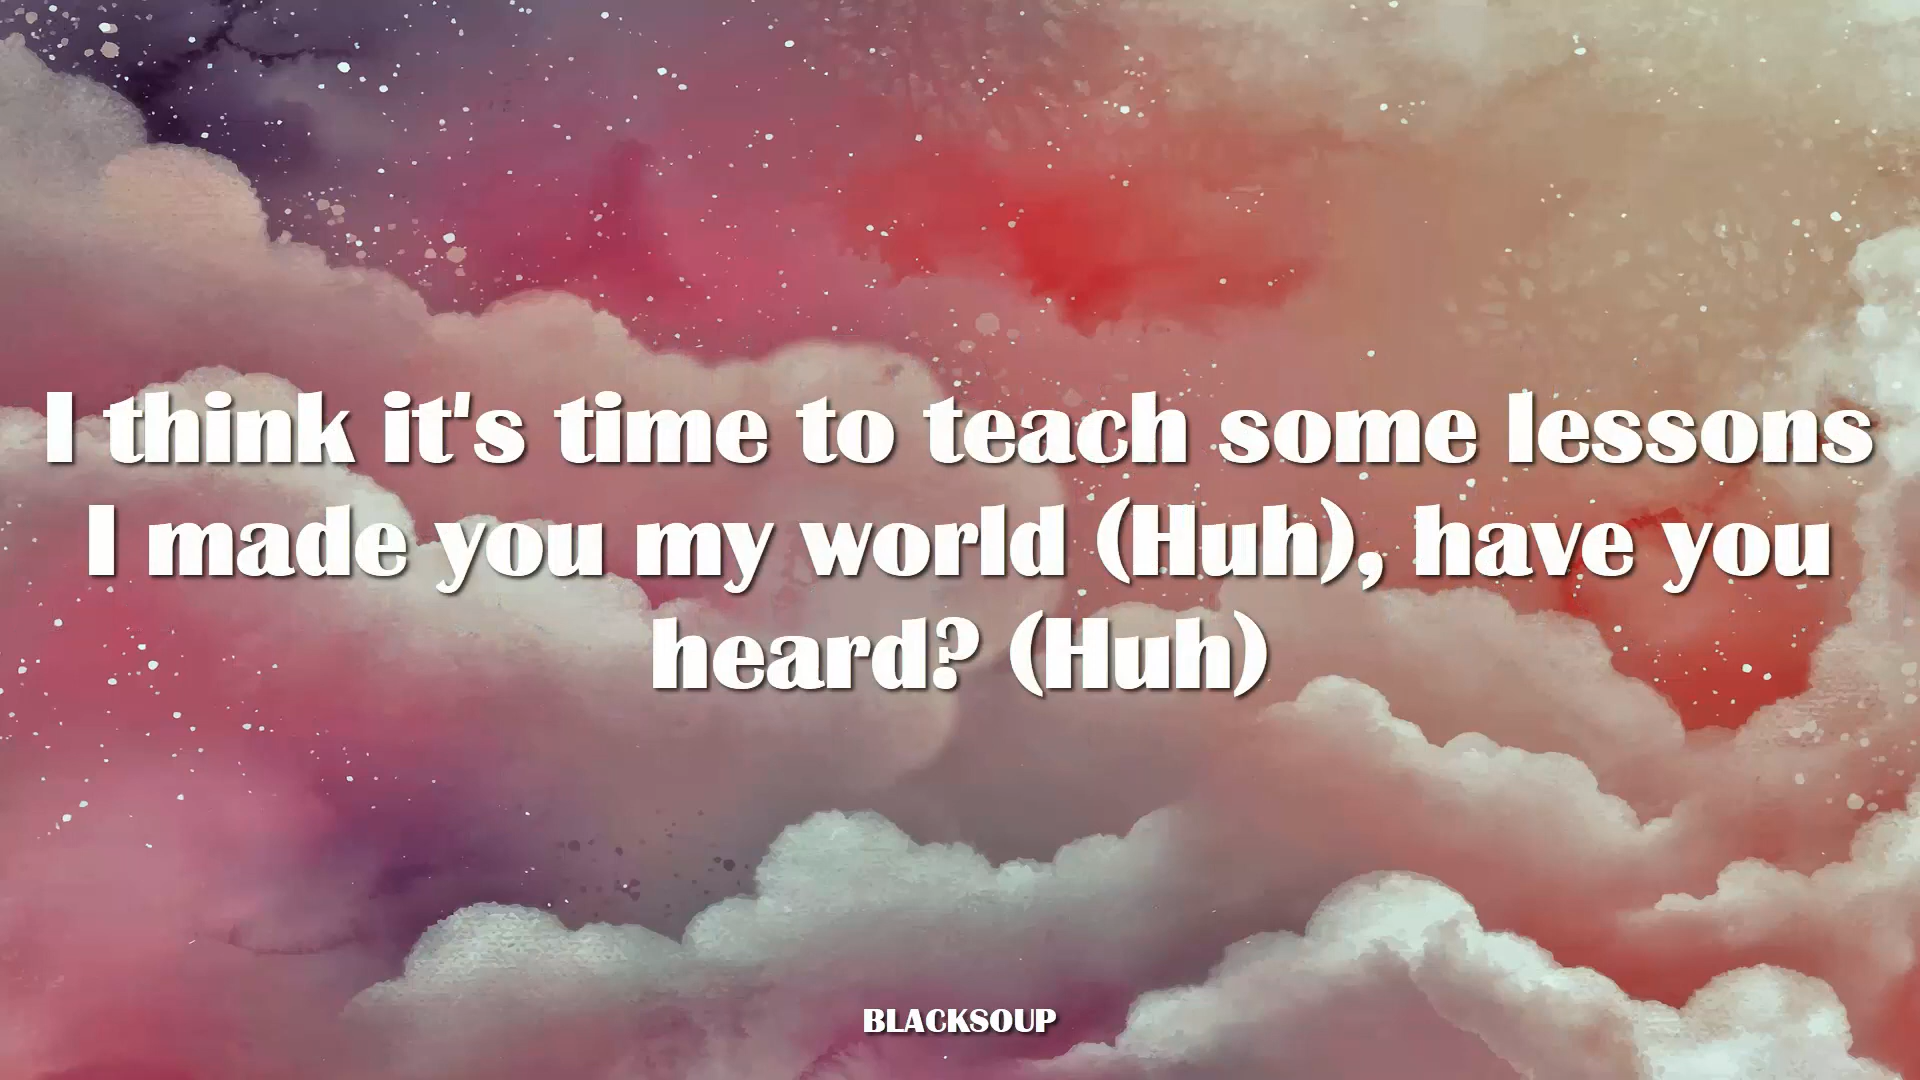 I think it's time to teach some lessons
I made you my world (Huh), have you
heard? (Huh)
BLACKSOUP